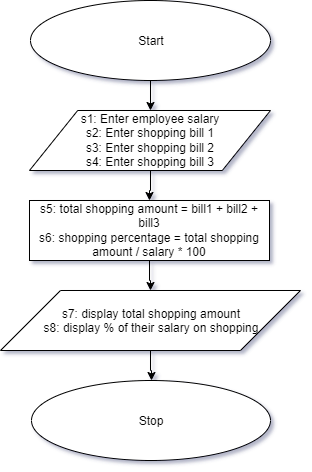 Start
s1: Enter employee salary
s2: Enter shopping bill 1
s3: Enter shopping bill 2
s4: Enter shopping bill 3
s5: total shopping amount = bill1 + bill2 +
bill3
s6: shopping percentage = total shopping
amount / salary * 100
s7: display total shopping amount
s8: display % of their salary on shopping
Stop